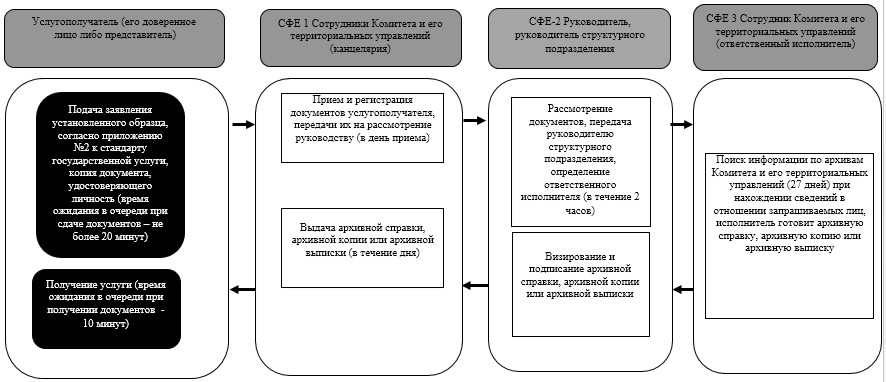 Услугополучатель (его доверенное
лицо либо представитель)
СФЕ 1 Сотрудники Комитета и его
территориальных управлений
(канцелярия)
СФЕ-2 Руководитель,
руководитель структурного
подразделения
СФЕ 3 Сотрудник Комитета и его
территориальных управлений
(ответственный исполнитель)
Подача заявления
установленного образца,
согласно приложению
№2 к стандарту
государственной услуги,
копия документа,
удостоверяющего
личность (время
ожидания в очереди при
сдаче документов – не
более 20 минут)
Получение услуги (время
ожидания в очереди при
получении документов -
10 минут)
Прием и регистрация
документов услугополучателя,
передачи их на рассмотрение
руководству (в день приема)
Выдача архивной справки,
архивной копии или архивной
выписки (в течение дня)
Рассмотрение
документов, передача
руководителю
структурного
подразделения,
определение
ответственного
исполнителя (в течение 2
часов)
Визирование и
подписание архивной
справки, архивной копии
или архивной выписки
Поиск информации по архивам
Комитета и его территориальных
управлений (27 дней) при
нахождении сведений в
отношении запрашиваемых лиц,
исполнитель готовит архивную
справку, архивную копию или
архивную выписку